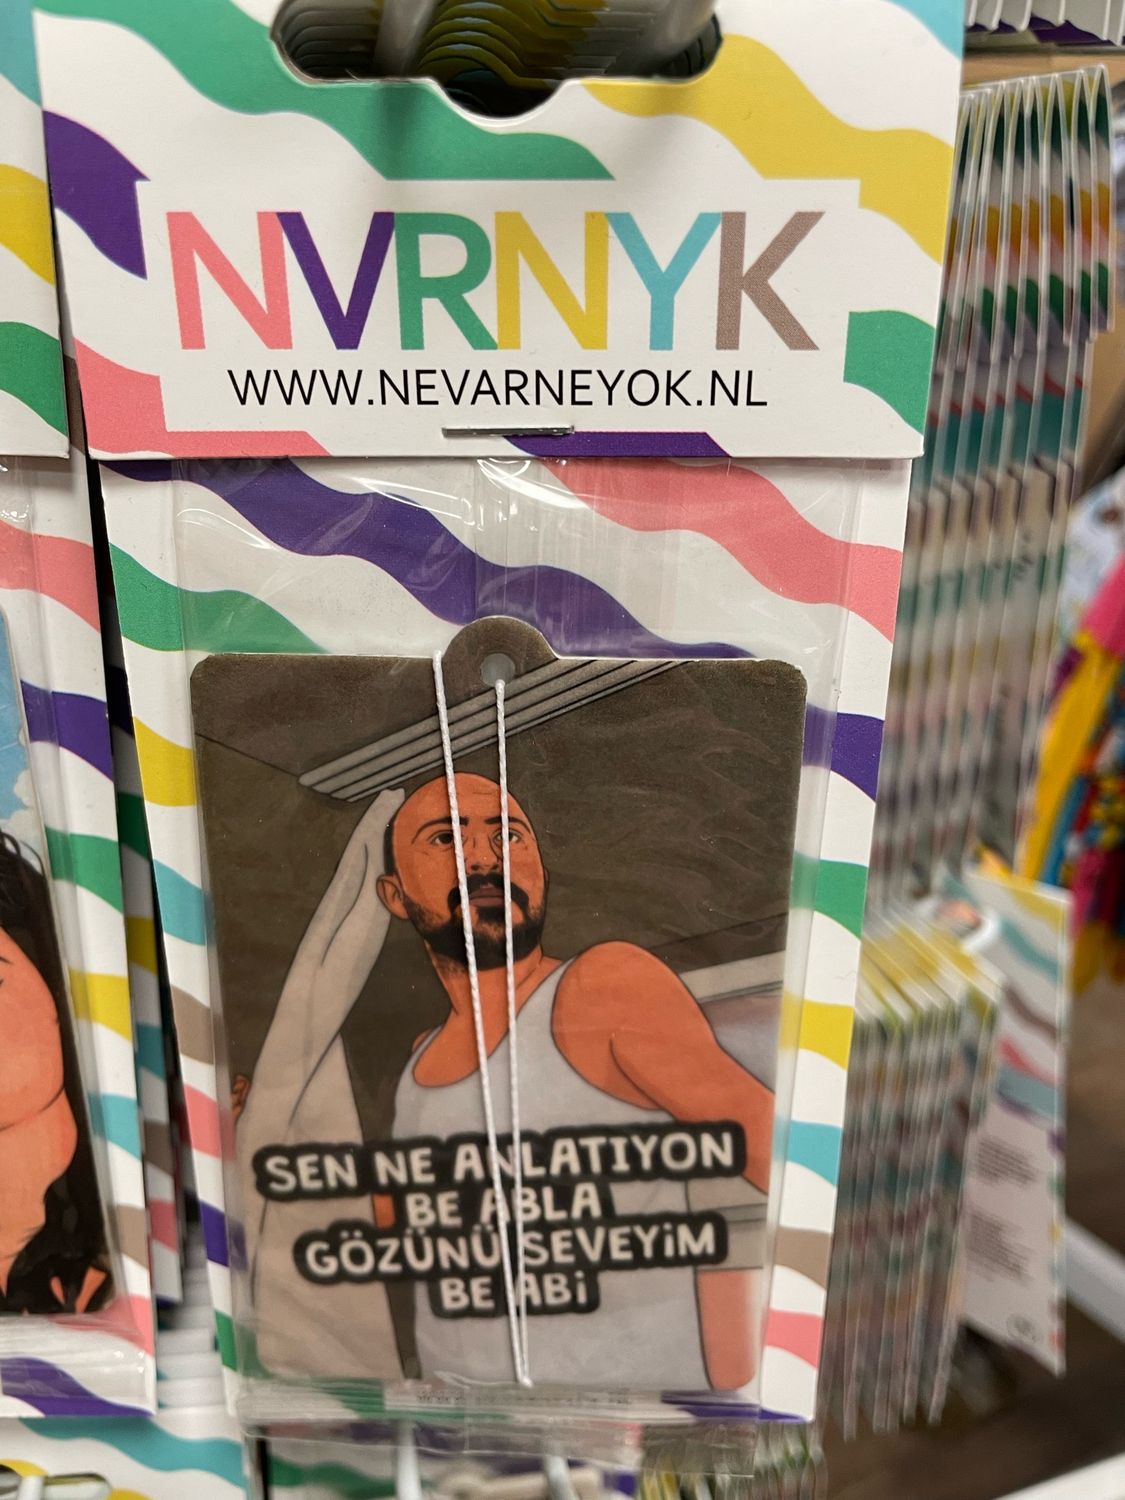 NVRNYK
WWW.NEVARNEYOK.NL
SEN NE ANLATIYON
BE ABLA
GÖZÜNÜ SEVEYİM
BE ABİ